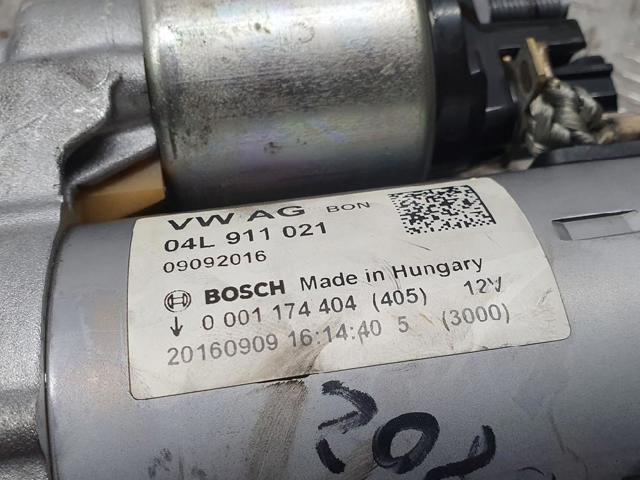 VW AG BON
04L 911 021
09092016
BOSCH Made in Hungary
0 001 174 404 (405) 12V
20160909 16:14:40 5 (3000)